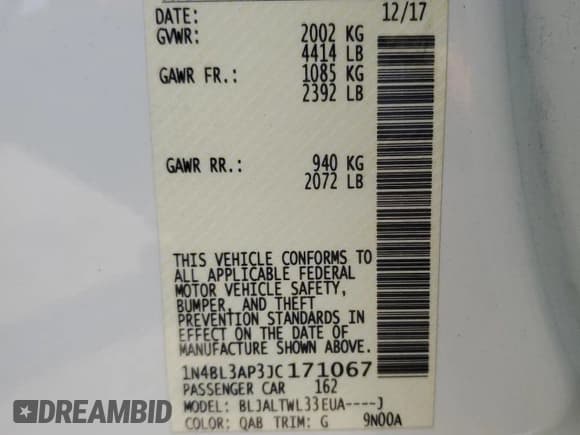 DATE: 12/17
GVWR: 2002 KG
4414 LB
GAWR FR.: 1085 KG
2392 LB
GAWR RR.: 940 KG
2072 LB
THIS VEHICLE CONFORMS TO
ALL APPLICABLE FEDERAL
MOTOR VEHICLE SAFETY,
BUMPER, AND THEFT
PREVENTION STANDARDS IN
EFFECT ON THE DATE OF
MANUFACTURE SHOWN ABOVE.
1N4BL3AP3JC171067
PASSENGER CAR 162
MODEL: BLJALTWL33EUA----J
COLOR: QAB TRIM: G 9N00A
© DEALERSHIP.CC